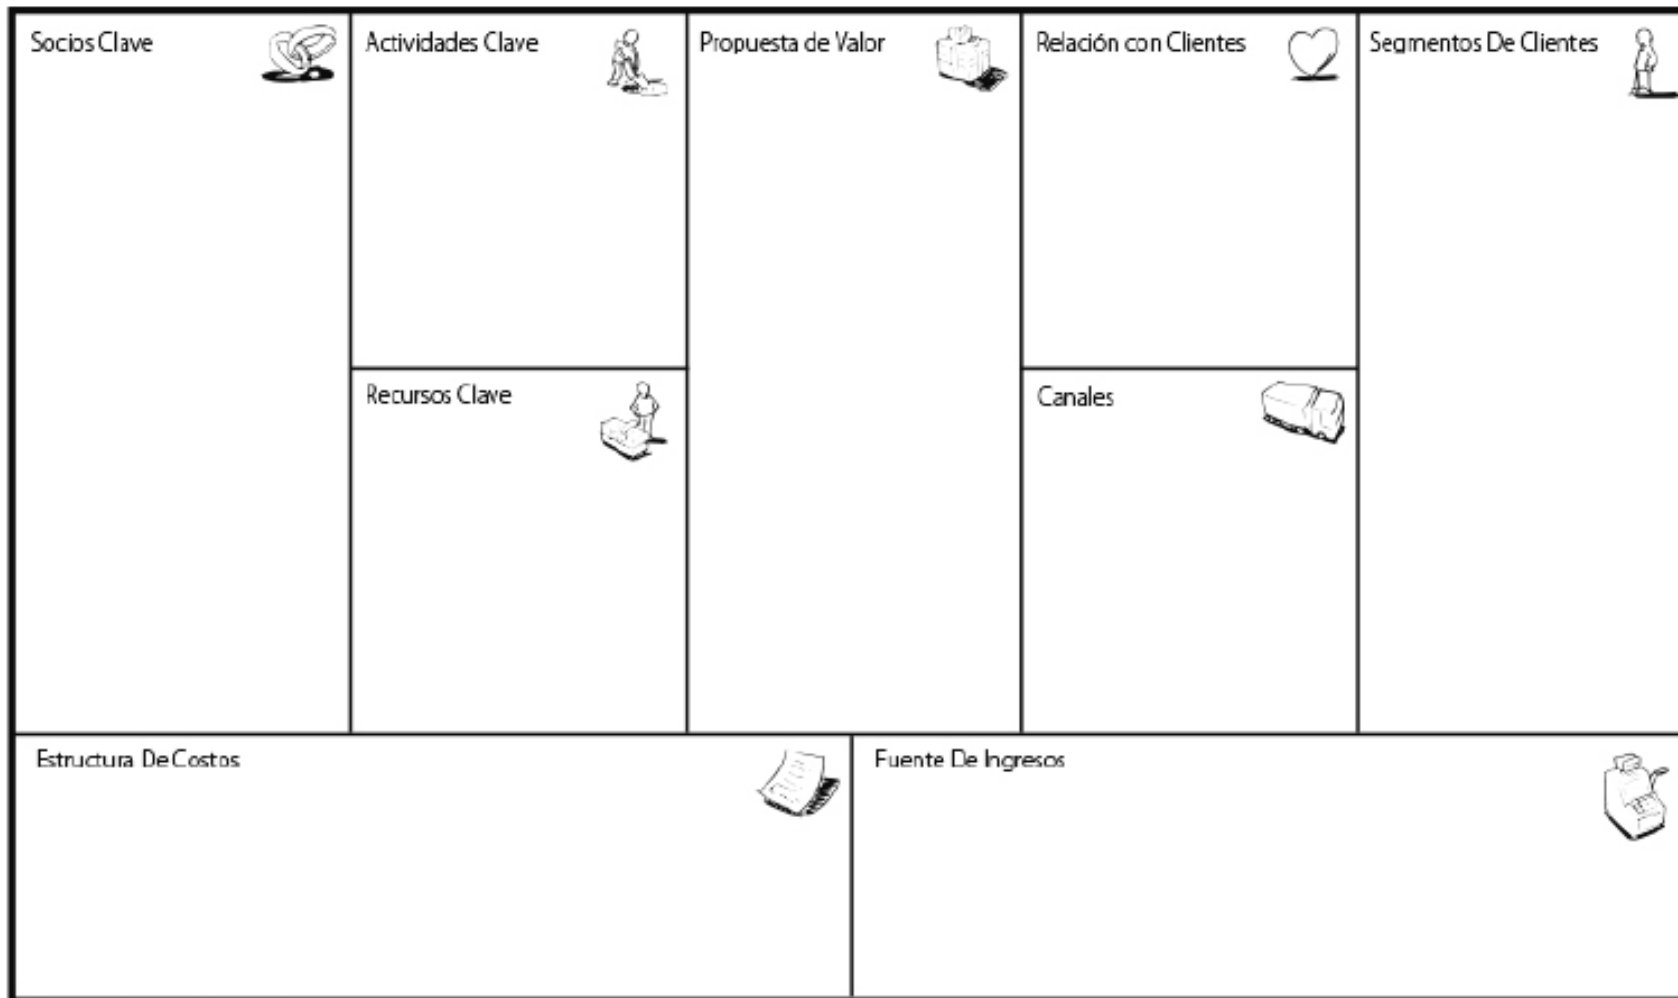 Socios Clave
Actividades Clave
Propuesta de Valor
Relación con Clientes
Segmentos De Clientes
Recursos Clave
Canales
Estructura De Costos
Fuente De Ingresos